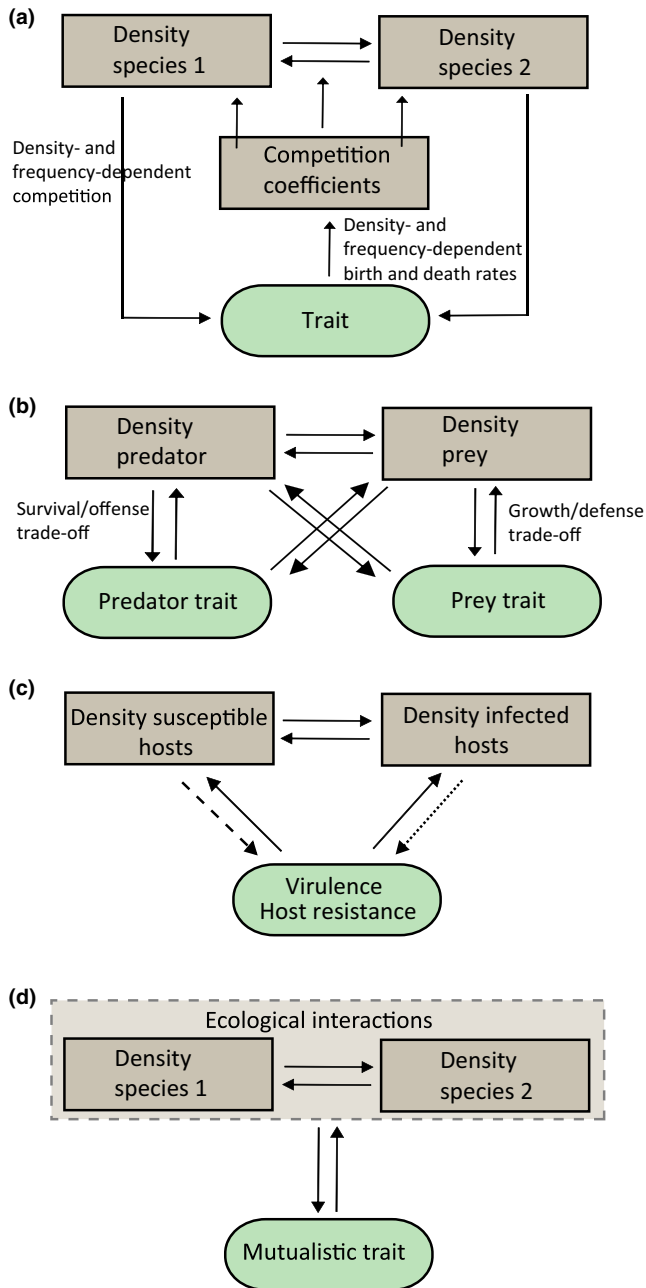 (a)
Density
species 1
Density
species 2
Density- and
frequency-dependent
competition
Competition
coefficients
Density- and
frequency-dependent
birth and death rates
Trait
(b)
Density
predator
Density
prey
Survival/offense
trade-off
Growth/defense
trade-off
Predator trait
Prey trait
(c)
Density susceptible
hosts
Density infected
hosts
Virulence
Host resistance
(d)
Ecological interactions
Density
species 1
Density
species 2
Mutualistic trait